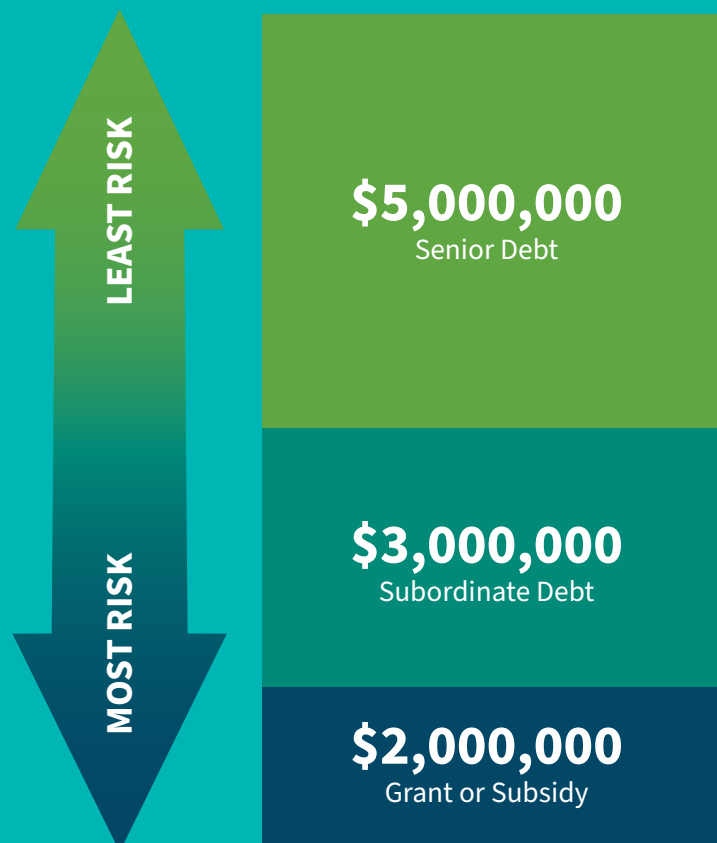 LEAST RISK
MOST RISK
$5,000,000
Senior Debt
$3,000,000
Subordinate Debt
$2,000,000
Grant or Subsidy